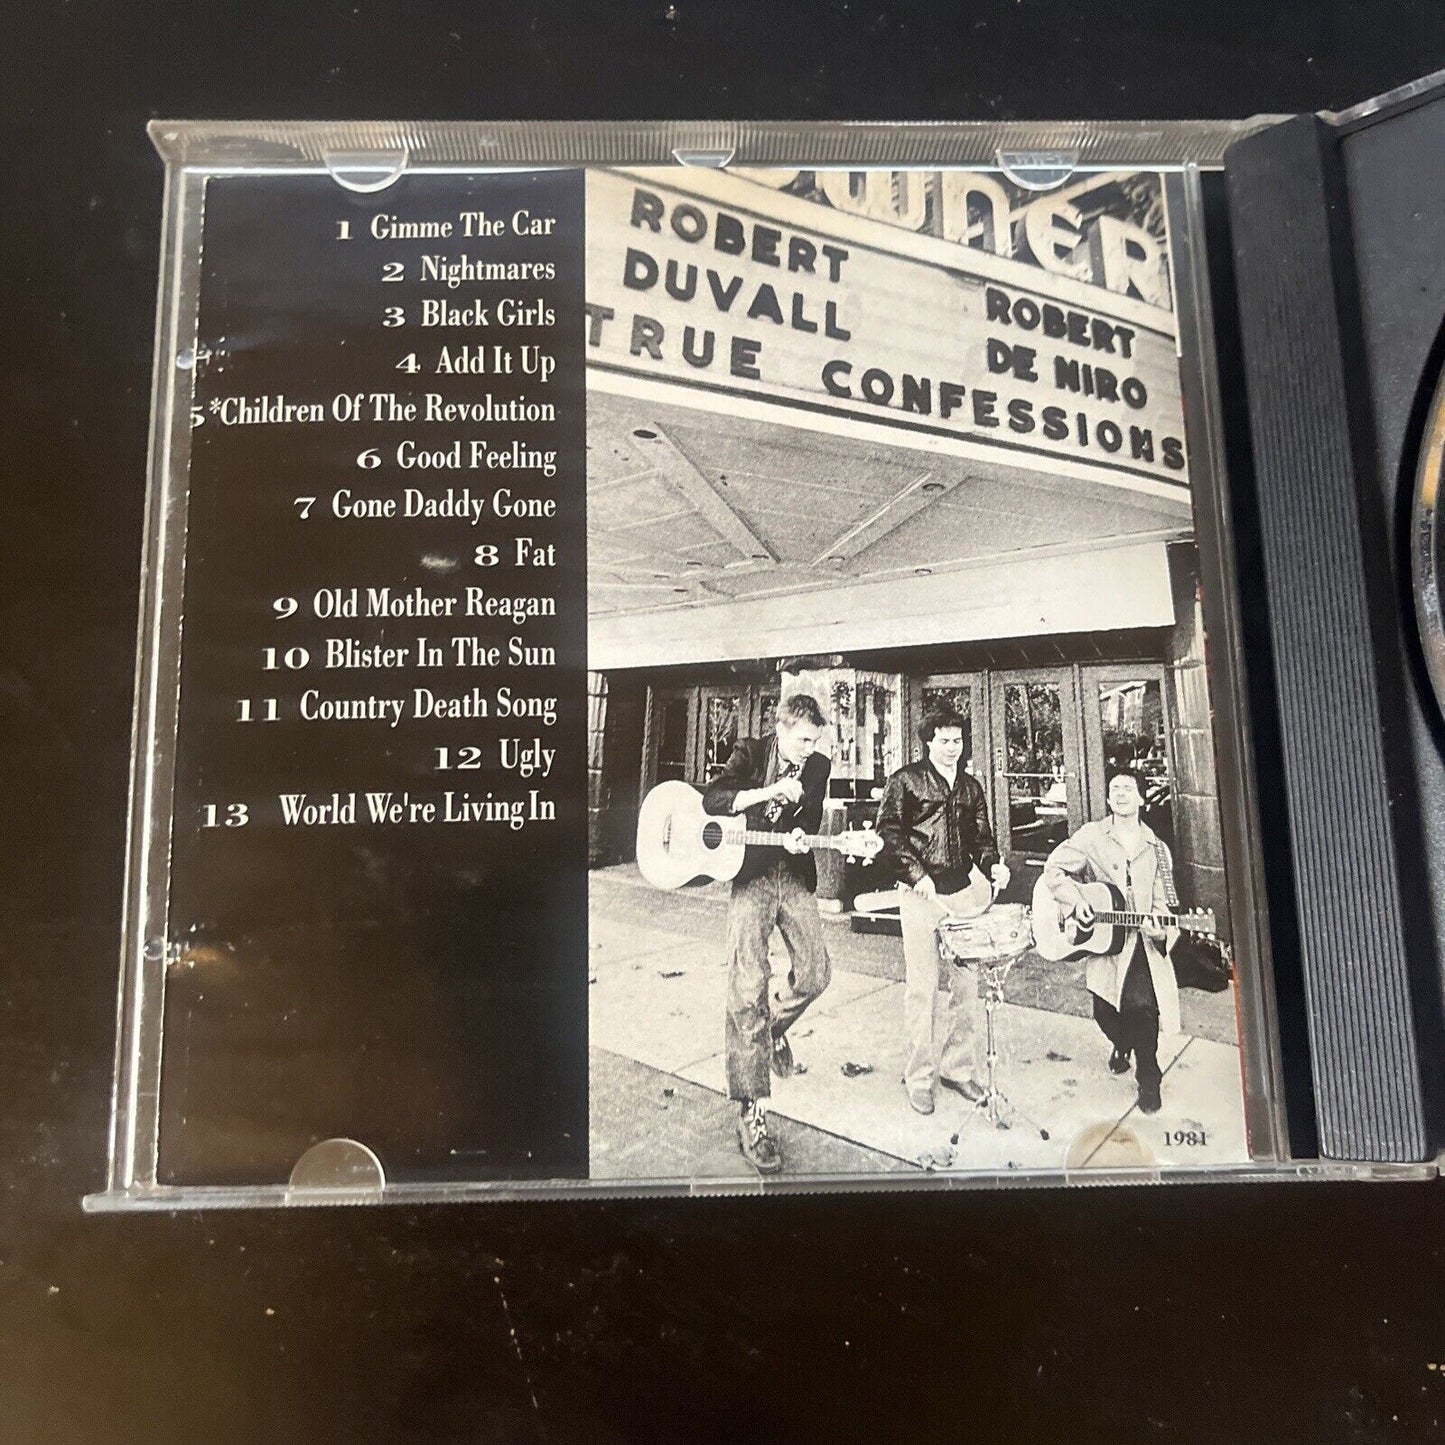 1 Gimme The Car
2 Nightmares
3 Black Girls
4 Add It Up
5 *Children Of The Revolution
6 Good Feeling
7 Gone Daddy Gone
8 Fat
9 Old Mother Reagan
10 Blister In The Sun
11 Country Death Song
12 Ugly
13 World We're Living In
OWNER
ROBERT
DUVALL
ROBERT
DE NIRO
TRUE CONFESSIONS
1981